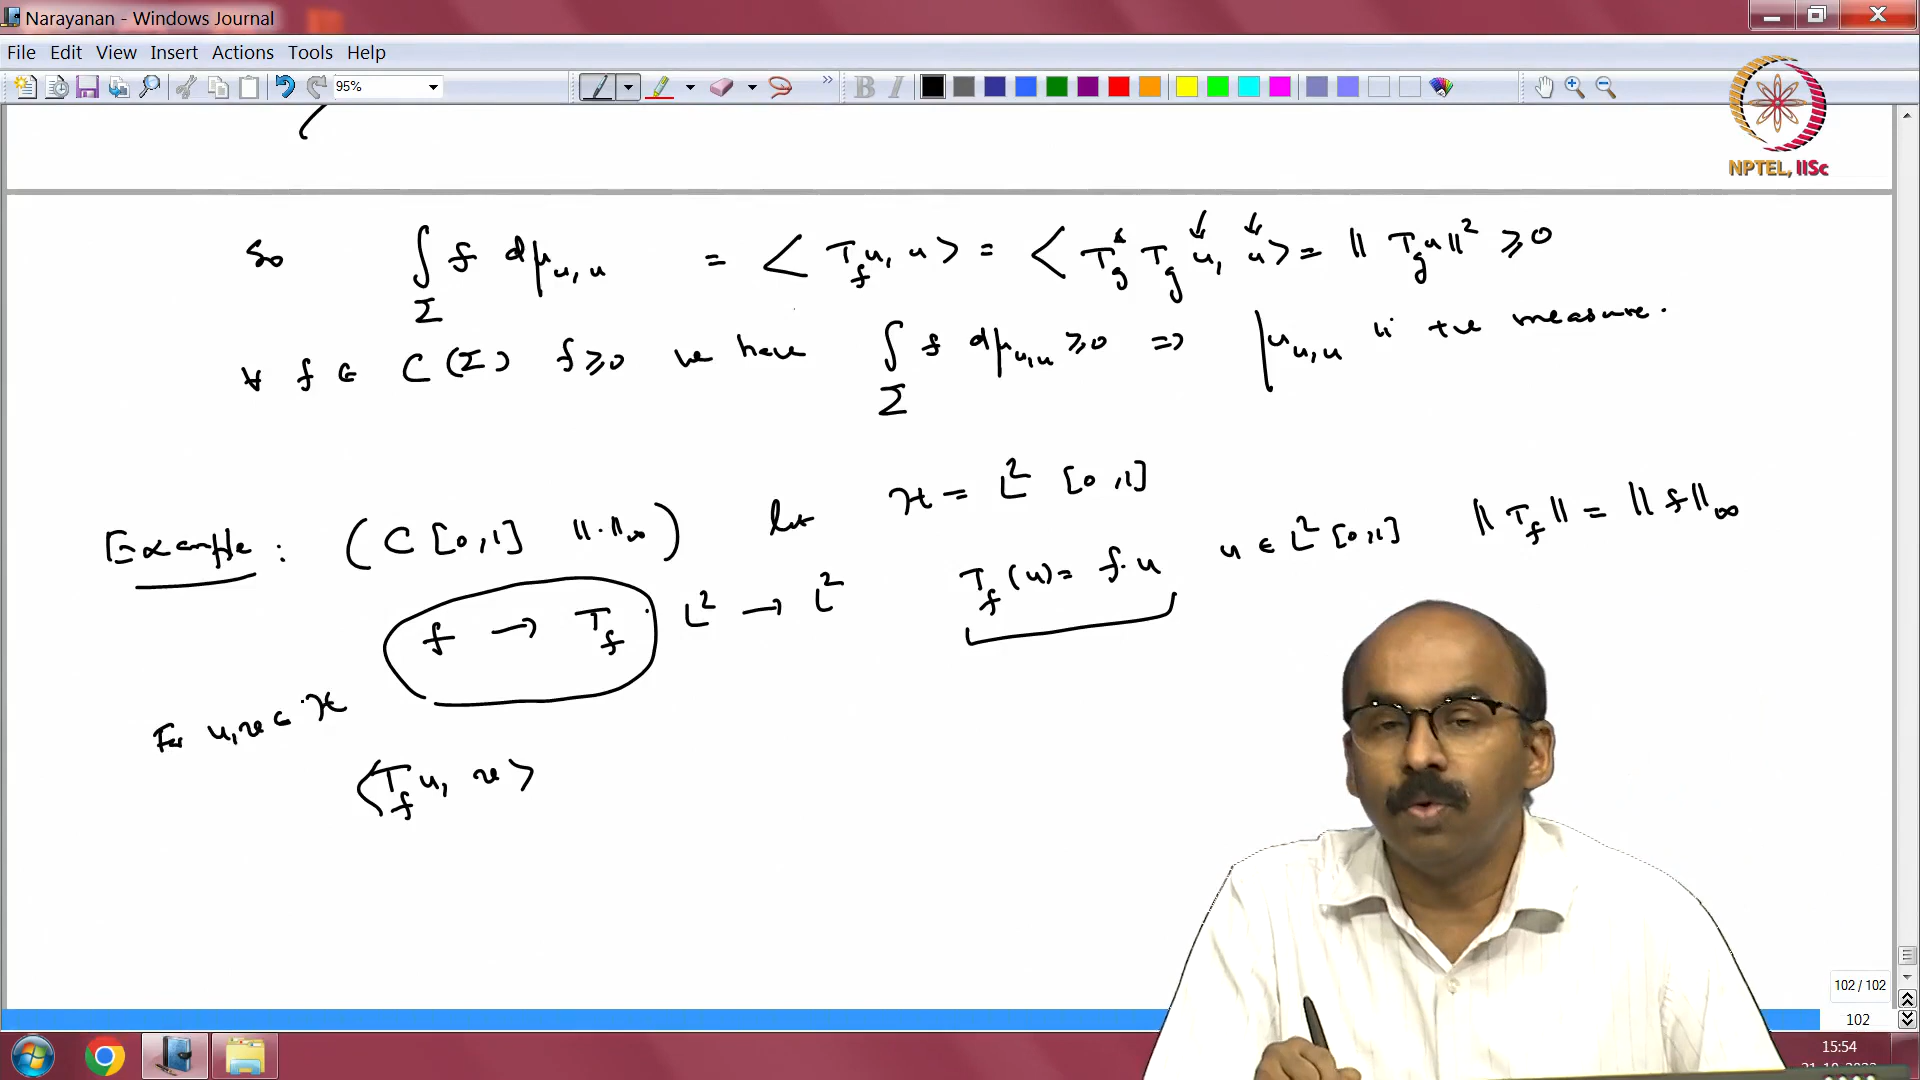 Narayanan - Windows Journal
File Edit View Insert Actions Tools Help
95%
NPTEL, IISc
So ∫_Σ f dμ_{u,u} = < T_f u, u > = < T_g^* T_g u, u > = || T_g u ||² ≥ 0
∀ f ∈ C(Σ) f ≥ 0 we have ∫_Σ f dμ_{u,u} ≥ 0 ⇒ μ_{u,u} is +ve measure.
Example : ( C [0,1] ||·||_∞ ) let ℋ = L² [0,1]
f → T_f L² → L² T_f (u) = f·u u ∈ L² [0,1] || T_f || = || f ||_∞
For u, v ∈ ℋ
< T_f u, v >
102 / 102
102
15:54